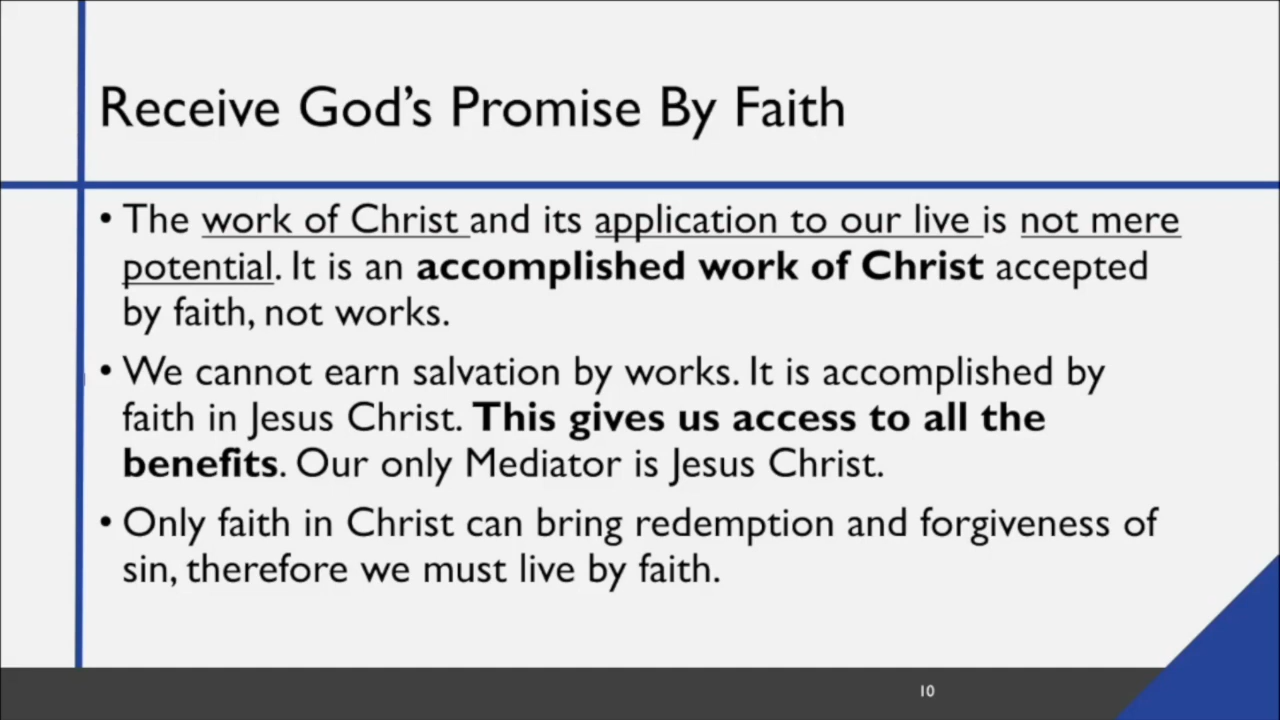 Receive God's Promise By Faith
• The work of Christ and its application to our live is not mere
potential. It is an accomplished work of Christ accepted
by faith, not works.
• We cannot earn salvation by works. It is accomplished by
faith in Jesus Christ. This gives us access to all the
benefits. Our only Mediator is Jesus Christ.
• Only faith in Christ can bring redemption and forgiveness of
sin, therefore we must live by faith.
10